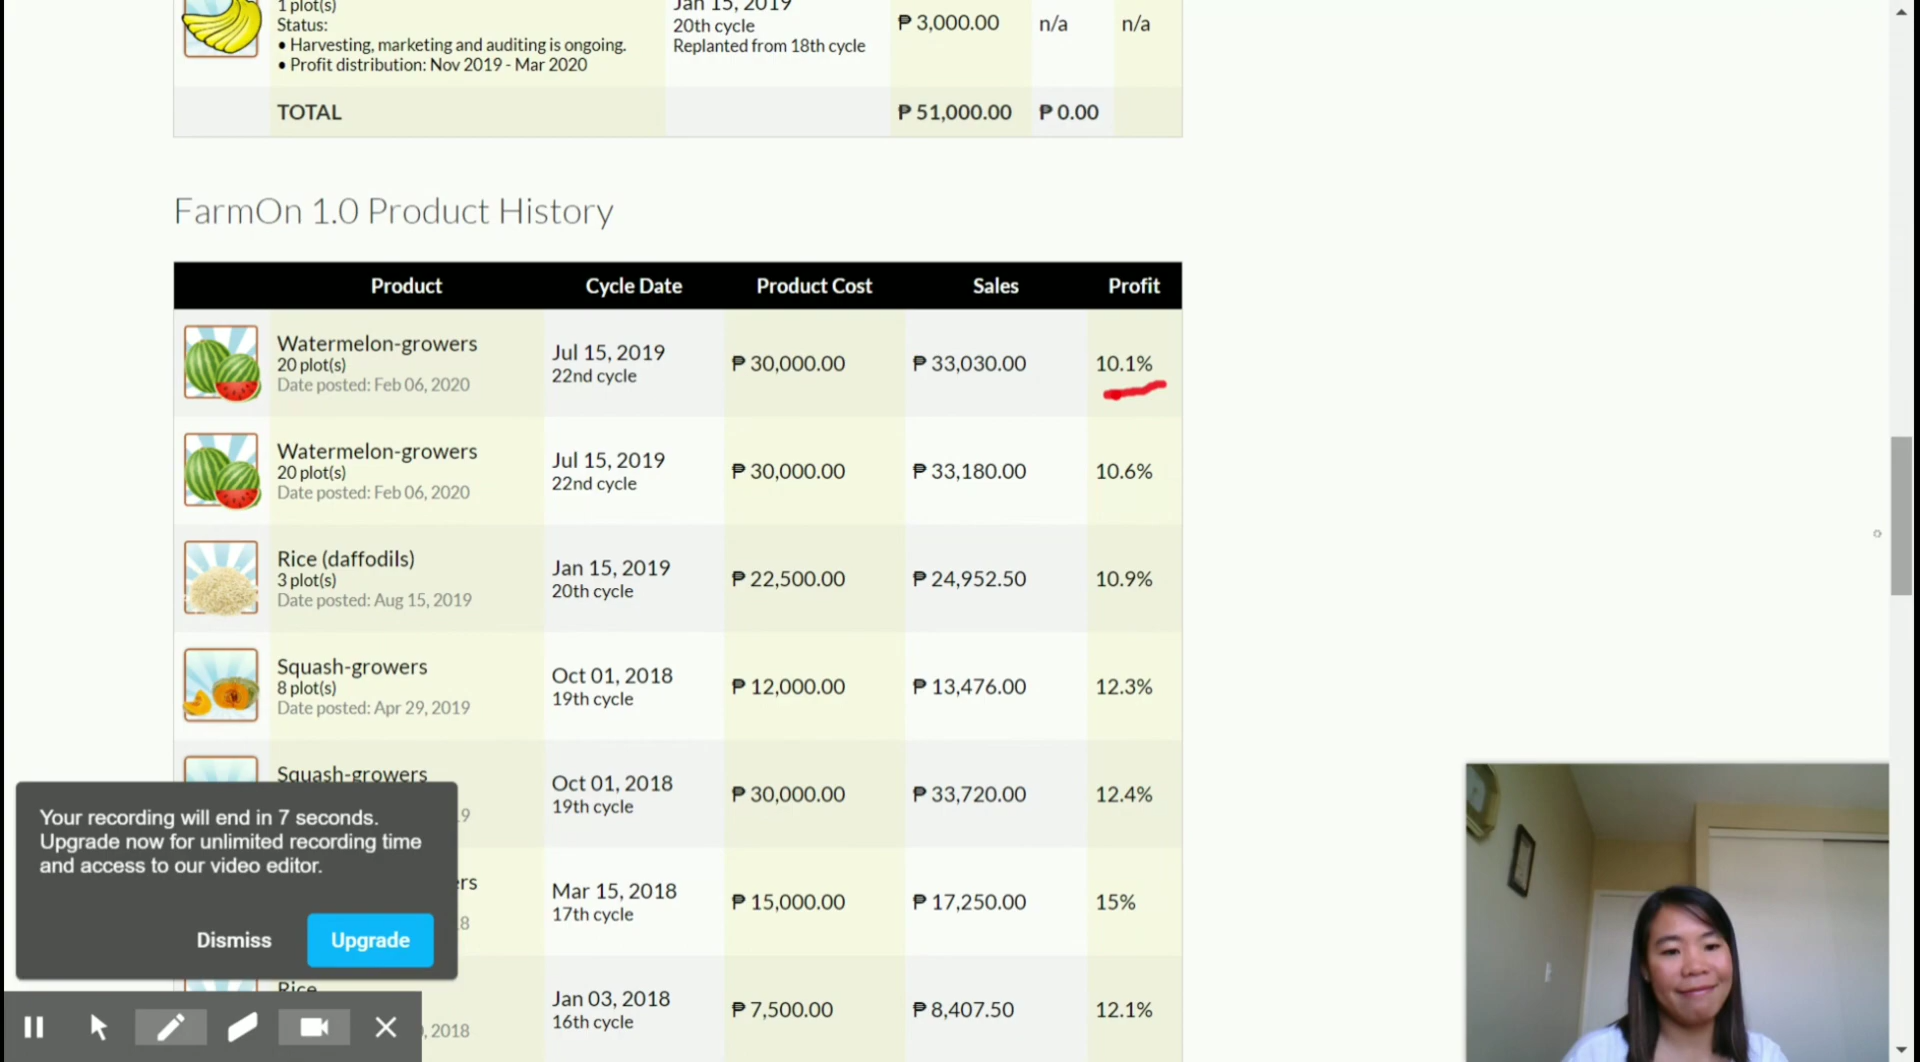 1 plot(s)
Status:
• Harvesting, marketing and auditing is ongoing.
• Profit distribution: Nov 2019 - Mar 2020
Jan 15, 2019
20th cycle
Replanted from 18th cycle
₱ 3,000.00
n/a
n/a
TOTAL
₱ 51,000.00
₱ 0.00
FarmOn 1.0 Product History
Product
Cycle Date
Product Cost
Sales
Profit
Watermelon-growers
20 plot(s)
Date posted: Feb 06, 2020
Jul 15, 2019
22nd cycle
₱ 30,000.00
₱ 33,030.00
10.1%
Watermelon-growers
20 plot(s)
Date posted: Feb 06, 2020
Jul 15, 2019
22nd cycle
₱ 30,000.00
₱ 33,180.00
10.6%
Rice (daffodils)
3 plot(s)
Date posted: Aug 15, 2019
Jan 15, 2019
20th cycle
₱ 22,500.00
₱ 24,952.50
10.9%
Squash-growers
8 plot(s)
Date posted: Apr 29, 2019
Oct 01, 2018
19th cycle
₱ 12,000.00
₱ 13,476.00
12.3%
Squash-growers
9
Oct 01, 2018
19th cycle
₱ 30,000.00
₱ 33,720.00
12.4%
rs
8
Mar 15, 2018
17th cycle
₱ 15,000.00
₱ 17,250.00
15%
Rice
, 2018
Jan 03, 2018
16th cycle
₱ 7,500.00
₱ 8,407.50
12.1%
Your recording will end in 7 seconds.
Upgrade now for unlimited recording time
and access to our video editor.
Dismiss
Upgrade